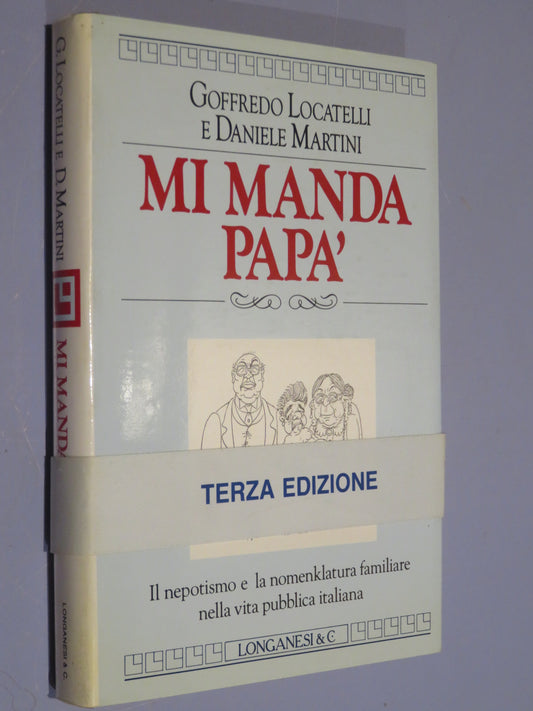 GOFFREDO LOCATELLI
E DANIELE MARTINI
MI MANDA
PAPA'
TERZA EDIZIONE
Il nepotismo e la nomenklatura familiare
nella vita pubblica italiana
LONGANESI & C.
G. LOCATELLI E D. MARTINI
MI MANDA
LONGANESI & C.